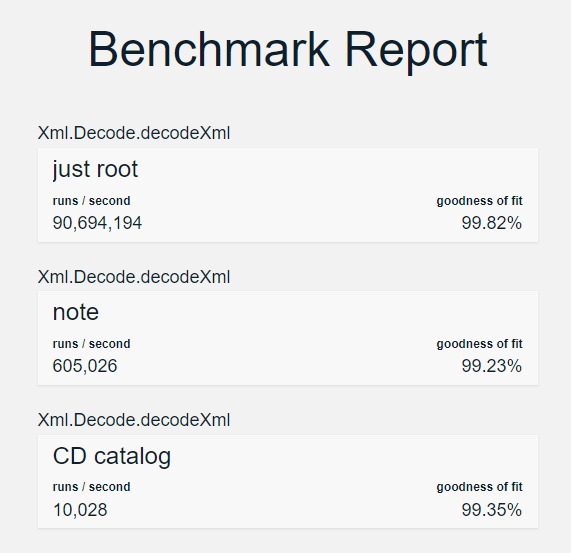 Benchmark Report
Xml.Decode.decodeXml
just root
runs / second goodness of fit
90,694,194 99.82%
Xml.Decode.decodeXml
note
runs / second goodness of fit
605,026 99.23%
Xml.Decode.decodeXml
CD catalog
runs / second goodness of fit
10,028 99.35%